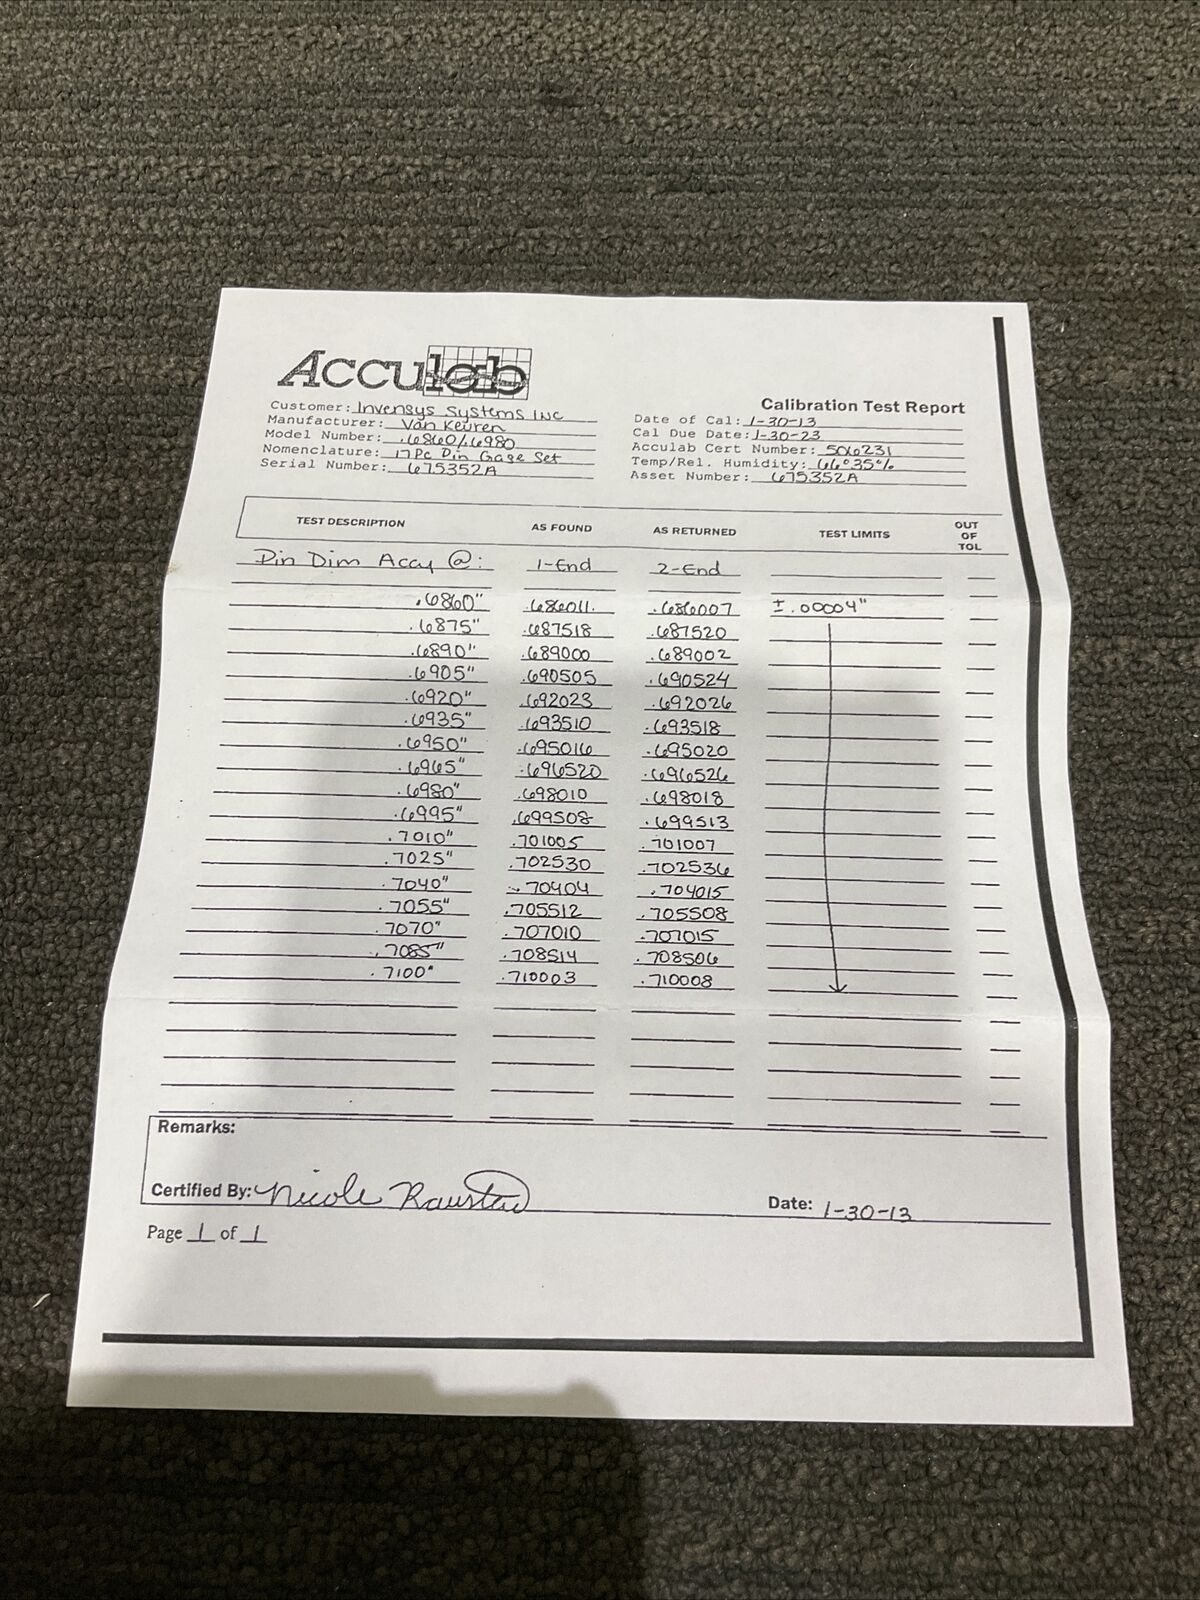 Acculab
Calibration Test Report
Customer: Invensys Systems Inc
Manufacturer: Van Keuren
Model Number: .6860/.6980
Nomenclature: 17 Pc Pin Gage Set
Serial Number: 675352A
Date of Cal: 1-30-13
Cal Due Date: 1-30-23
Acculab Cert Number: 506231
Temp/Rel. Humidity: 66° 35%
Asset Number: 675352A
TEST DESCRIPTION AS FOUND AS RETURNED TEST LIMITS OUT OF TOL
Pin Dim Accy @: 1-End 2-End
.6860" .686011 .686007 ±.00004"
.6875" .687518 .687520
.6890" .689000 .689002
.6905" .690505 .690524
.6920" .692023 .692026
.6935" .693510 .693518
.6950" .695016 .695020
.6965" .696520 .696526
.6980" .698010 .698018
.6995" .699508 .699513
.7010" .701005 .701007
.7025" .702530 .702536
.7040" .70404 .704015
.7055" .705512 .705508
.7070" .707010 .707015
.7085" .708514 .708506
.7100" .710003 .710008
Remarks:
Certified By: Nicole
Date: 1-30-13
Page 1 of 1